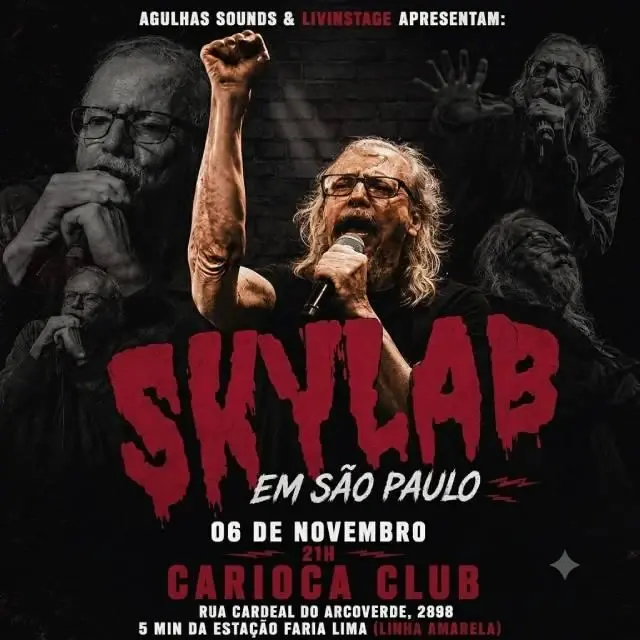 AGULHAS SOUNDS & LIVINSTAGE APRESENTAM:
SKYLAB
EM SÃO PAULO
06 DE NOVEMBRO
21H
CARIOCA CLUB
RUA CARDEAL DO ARCOVERDE, 2898
5 MIN DA ESTAÇÃO FARIA LIMA (LINHA AMARELA)